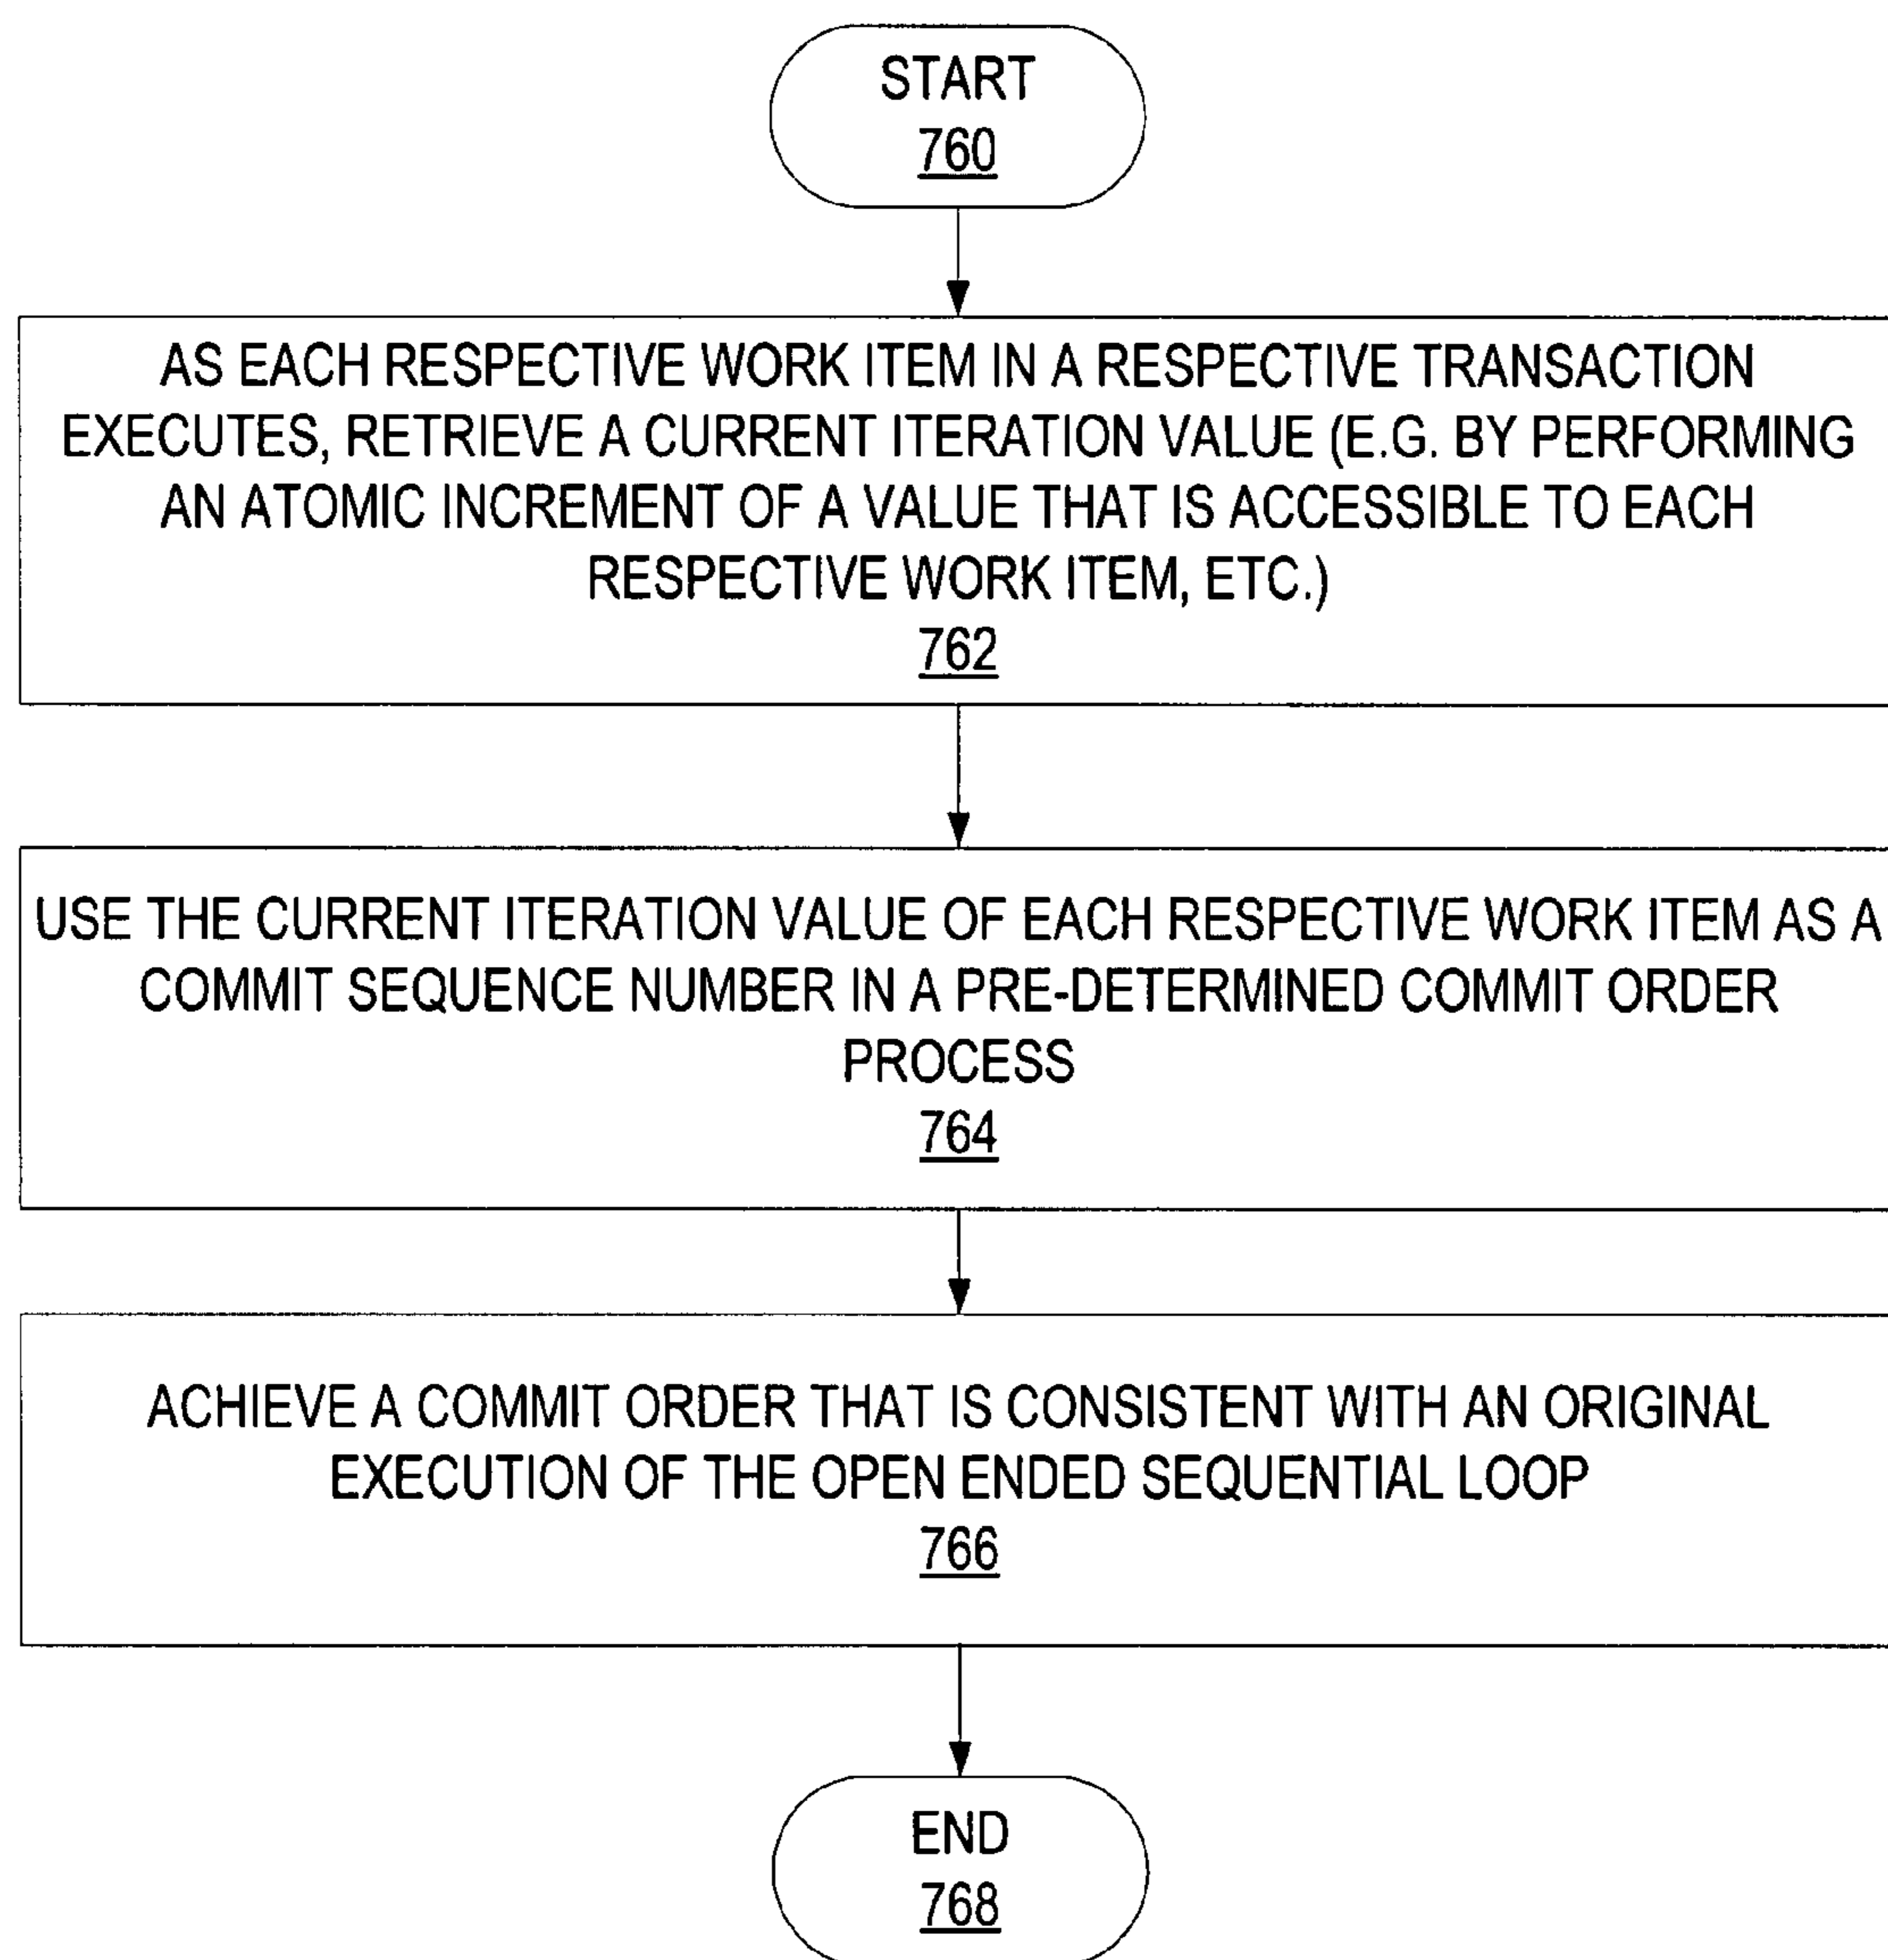 START
760
AS EACH RESPECTIVE WORK ITEM IN A RESPECTIVE TRANSACTION
EXECUTES, RETRIEVE A CURRENT ITERATION VALUE (E.G. BY PERFORMING
AN ATOMIC INCREMENT OF A VALUE THAT IS ACCESSIBLE TO EACH
RESPECTIVE WORK ITEM, ETC.)
762
USE THE CURRENT ITERATION VALUE OF EACH RESPECTIVE WORK ITEM AS A
COMMIT SEQUENCE NUMBER IN A PRE-DETERMINED COMMIT ORDER
PROCESS
764
ACHIEVE A COMMIT ORDER THAT IS CONSISTENT WITH AN ORIGINAL
EXECUTION OF THE OPEN ENDED SEQUENTIAL LOOP
766
END
768